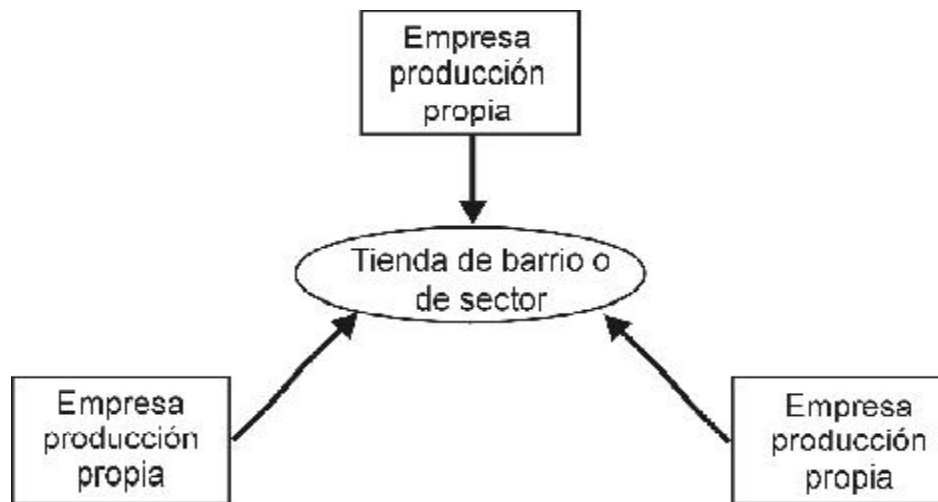 Empresa
producción
propia
Tienda de barrio o
de sector
Empresa
producción
propia
Empresa
producción
propia